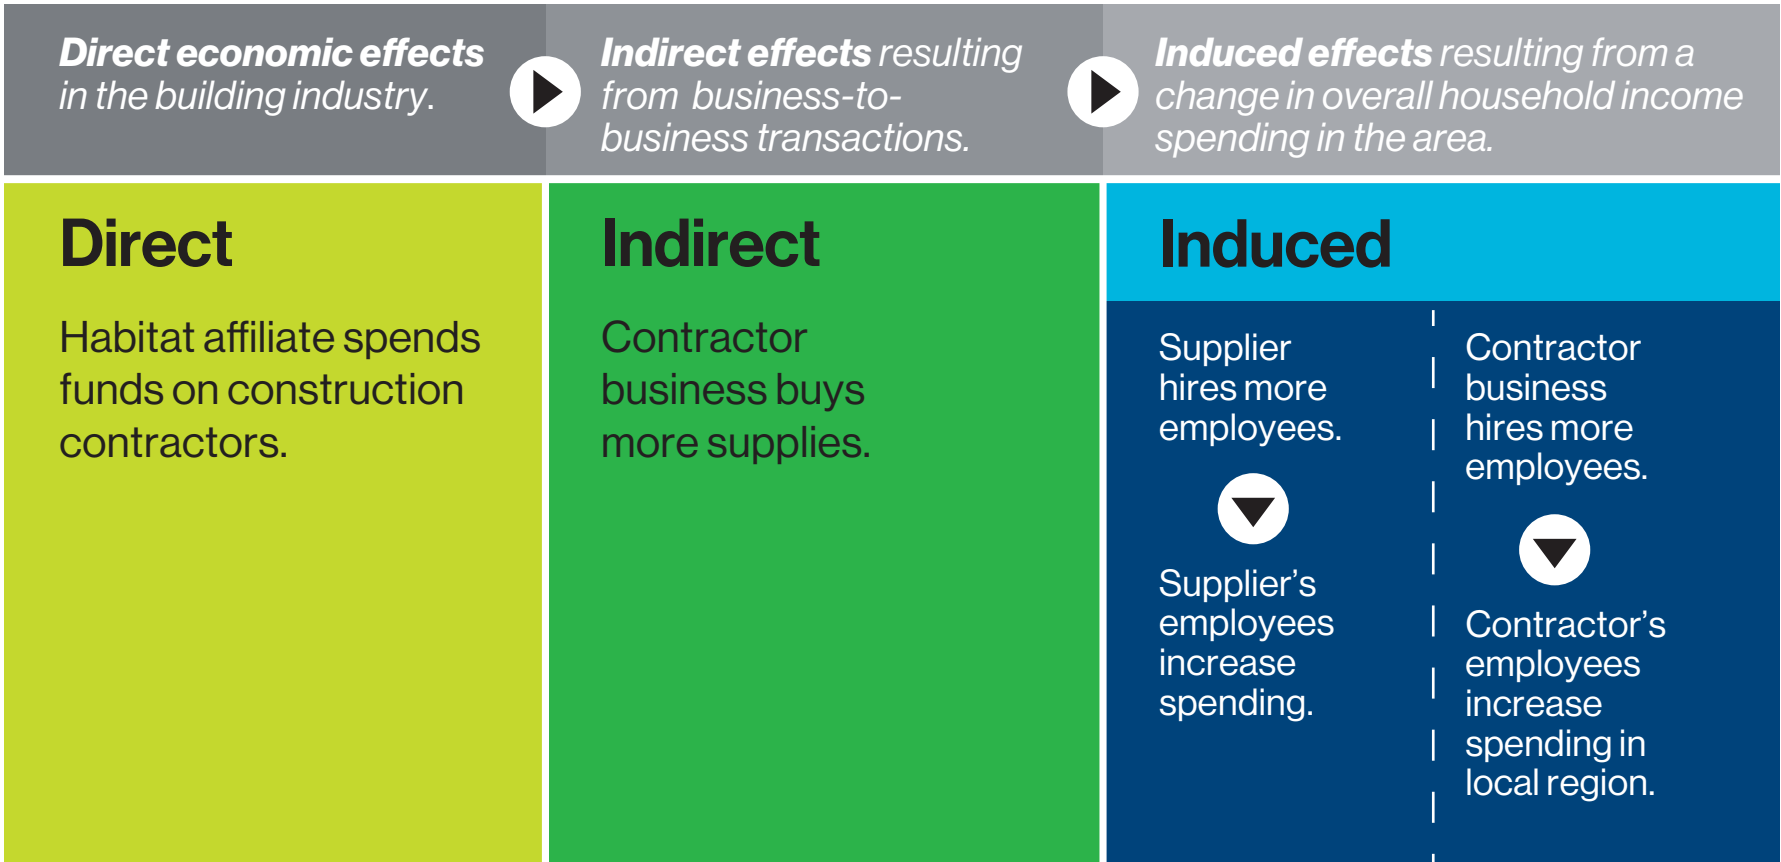 Direct economic effects
in the building industry.
Indirect effects resulting
from business-to-
business transactions.
Induced effects resulting from a
change in overall household income
spending in the area.
Direct
Habitat affiliate spends
funds on construction
contractors.
Indirect
Contractor
business buys
more supplies.
Induced
Supplier
hires more
employees.
Supplier’s
employees
increase
spending.
Contractor
business
hires more
employees.
Contractor’s
employees
increase
spending in
local region.